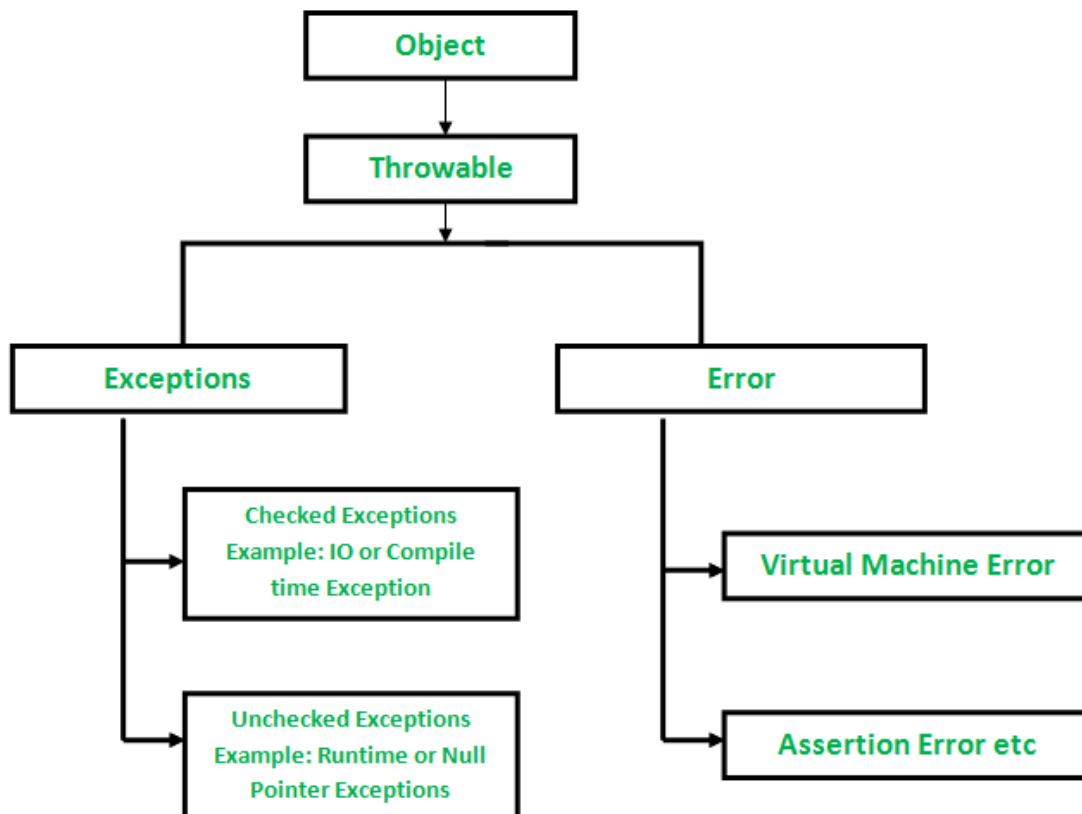 Object
Throwable
Exceptions
Error
Checked Exceptions
Example: IO or Compile
time Exception
Virtual Machine Error
Unchecked Exceptions
Example: Runtime or Null
Pointer Exceptions
Assertion Error etc